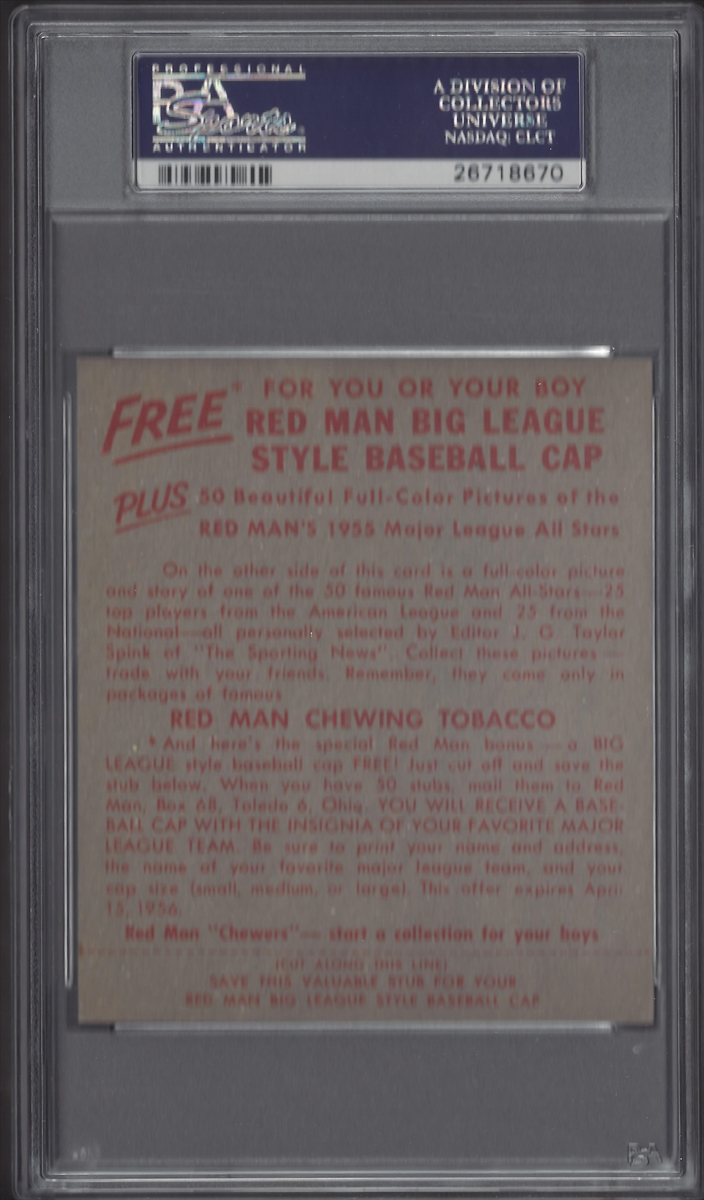 PROFESSIONAL
PSA
Sports
AUTHENTICATOR
A DIVISION OF
COLLECTORS
UNIVERSE
NASDAQ: CLCT
26718670
FREE* FOR YOU OR YOUR BOY
RED MAN BIG LEAGUE
STYLE BASEBALL CAP
PLUS 50 Beautiful Full-Color Pictures of the
RED MAN'S 1955 Major League All Stars
On the other side of this card is a full-color picture
and story of one of the 50 famous Red Man All-Stars—25
top players from the American League and 25 from the
National—all personally selected by Editor J. G. Taylor
Spink of "The Sporting News". Collect these pictures —
trade with your friends. Remember, they come only in
packages of famous
RED MAN CHEWING TOBACCO
* And here's the special Red Man bonus — a BIG
LEAGUE style baseball cap FREE! Just cut off and save the
stub below. When you have 50 stubs, mail them to Red
Man, Box 68, Toledo 6, Ohio. YOU WILL RECEIVE A BASE-
BALL CAP WITH THE INSIGNIA OF YOUR FAVORITE MAJOR
LEAGUE TEAM. Be sure to print your name and address,
the name of your favorite major league team, and your
cap size (small, medium, or large). This offer expires April
15, 1956.
Red Man "Chewers" — start a collection for your boys
(CUT ALONG THIS LINE)
SAVE THIS VALUABLE STUB FOR YOUR
RED MAN BIG LEAGUE STYLE BASEBALL CAP
PSA